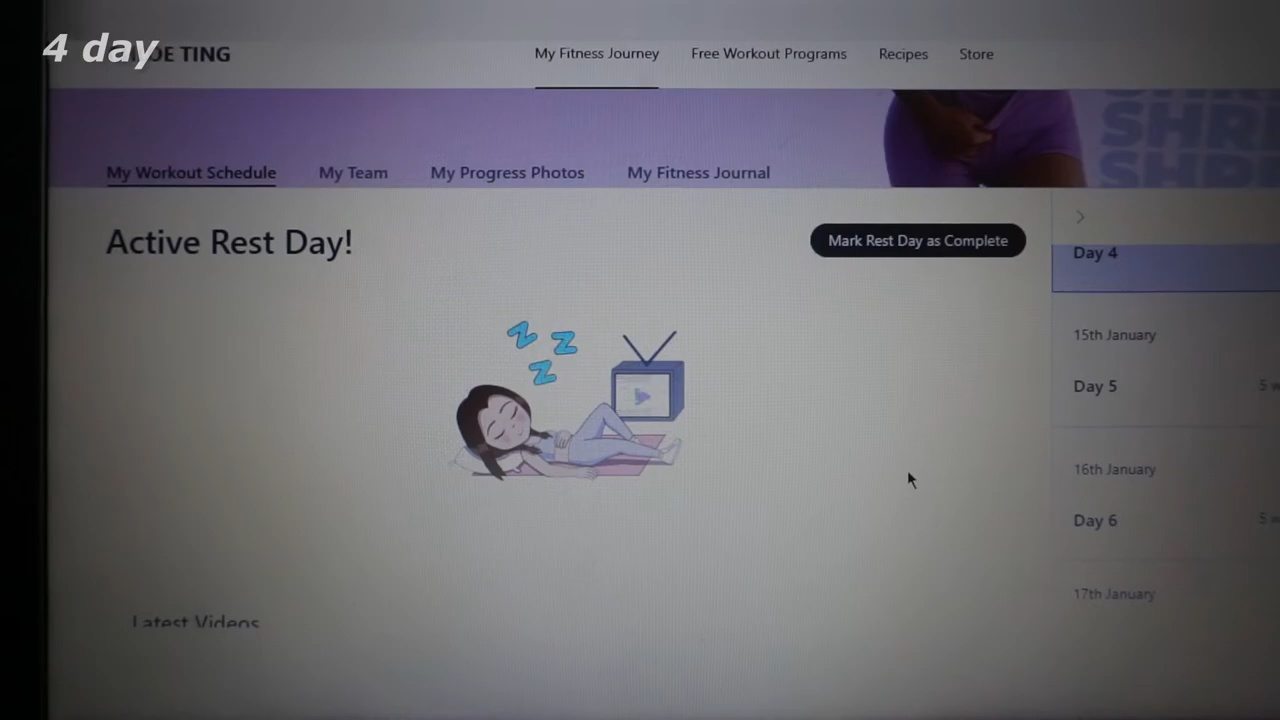 4 day
TING
My Fitness Journey
Free Workout Programs
Recipes
Store
My Workout Schedule
My Team
My Progress Photos
My Fitness Journal
Active Rest Day!
Mark Rest Day as Complete
Day 4
15th January
Day 5
5
16th January
Day 6
5
17th January
Z
Z
Z
Latest Videos